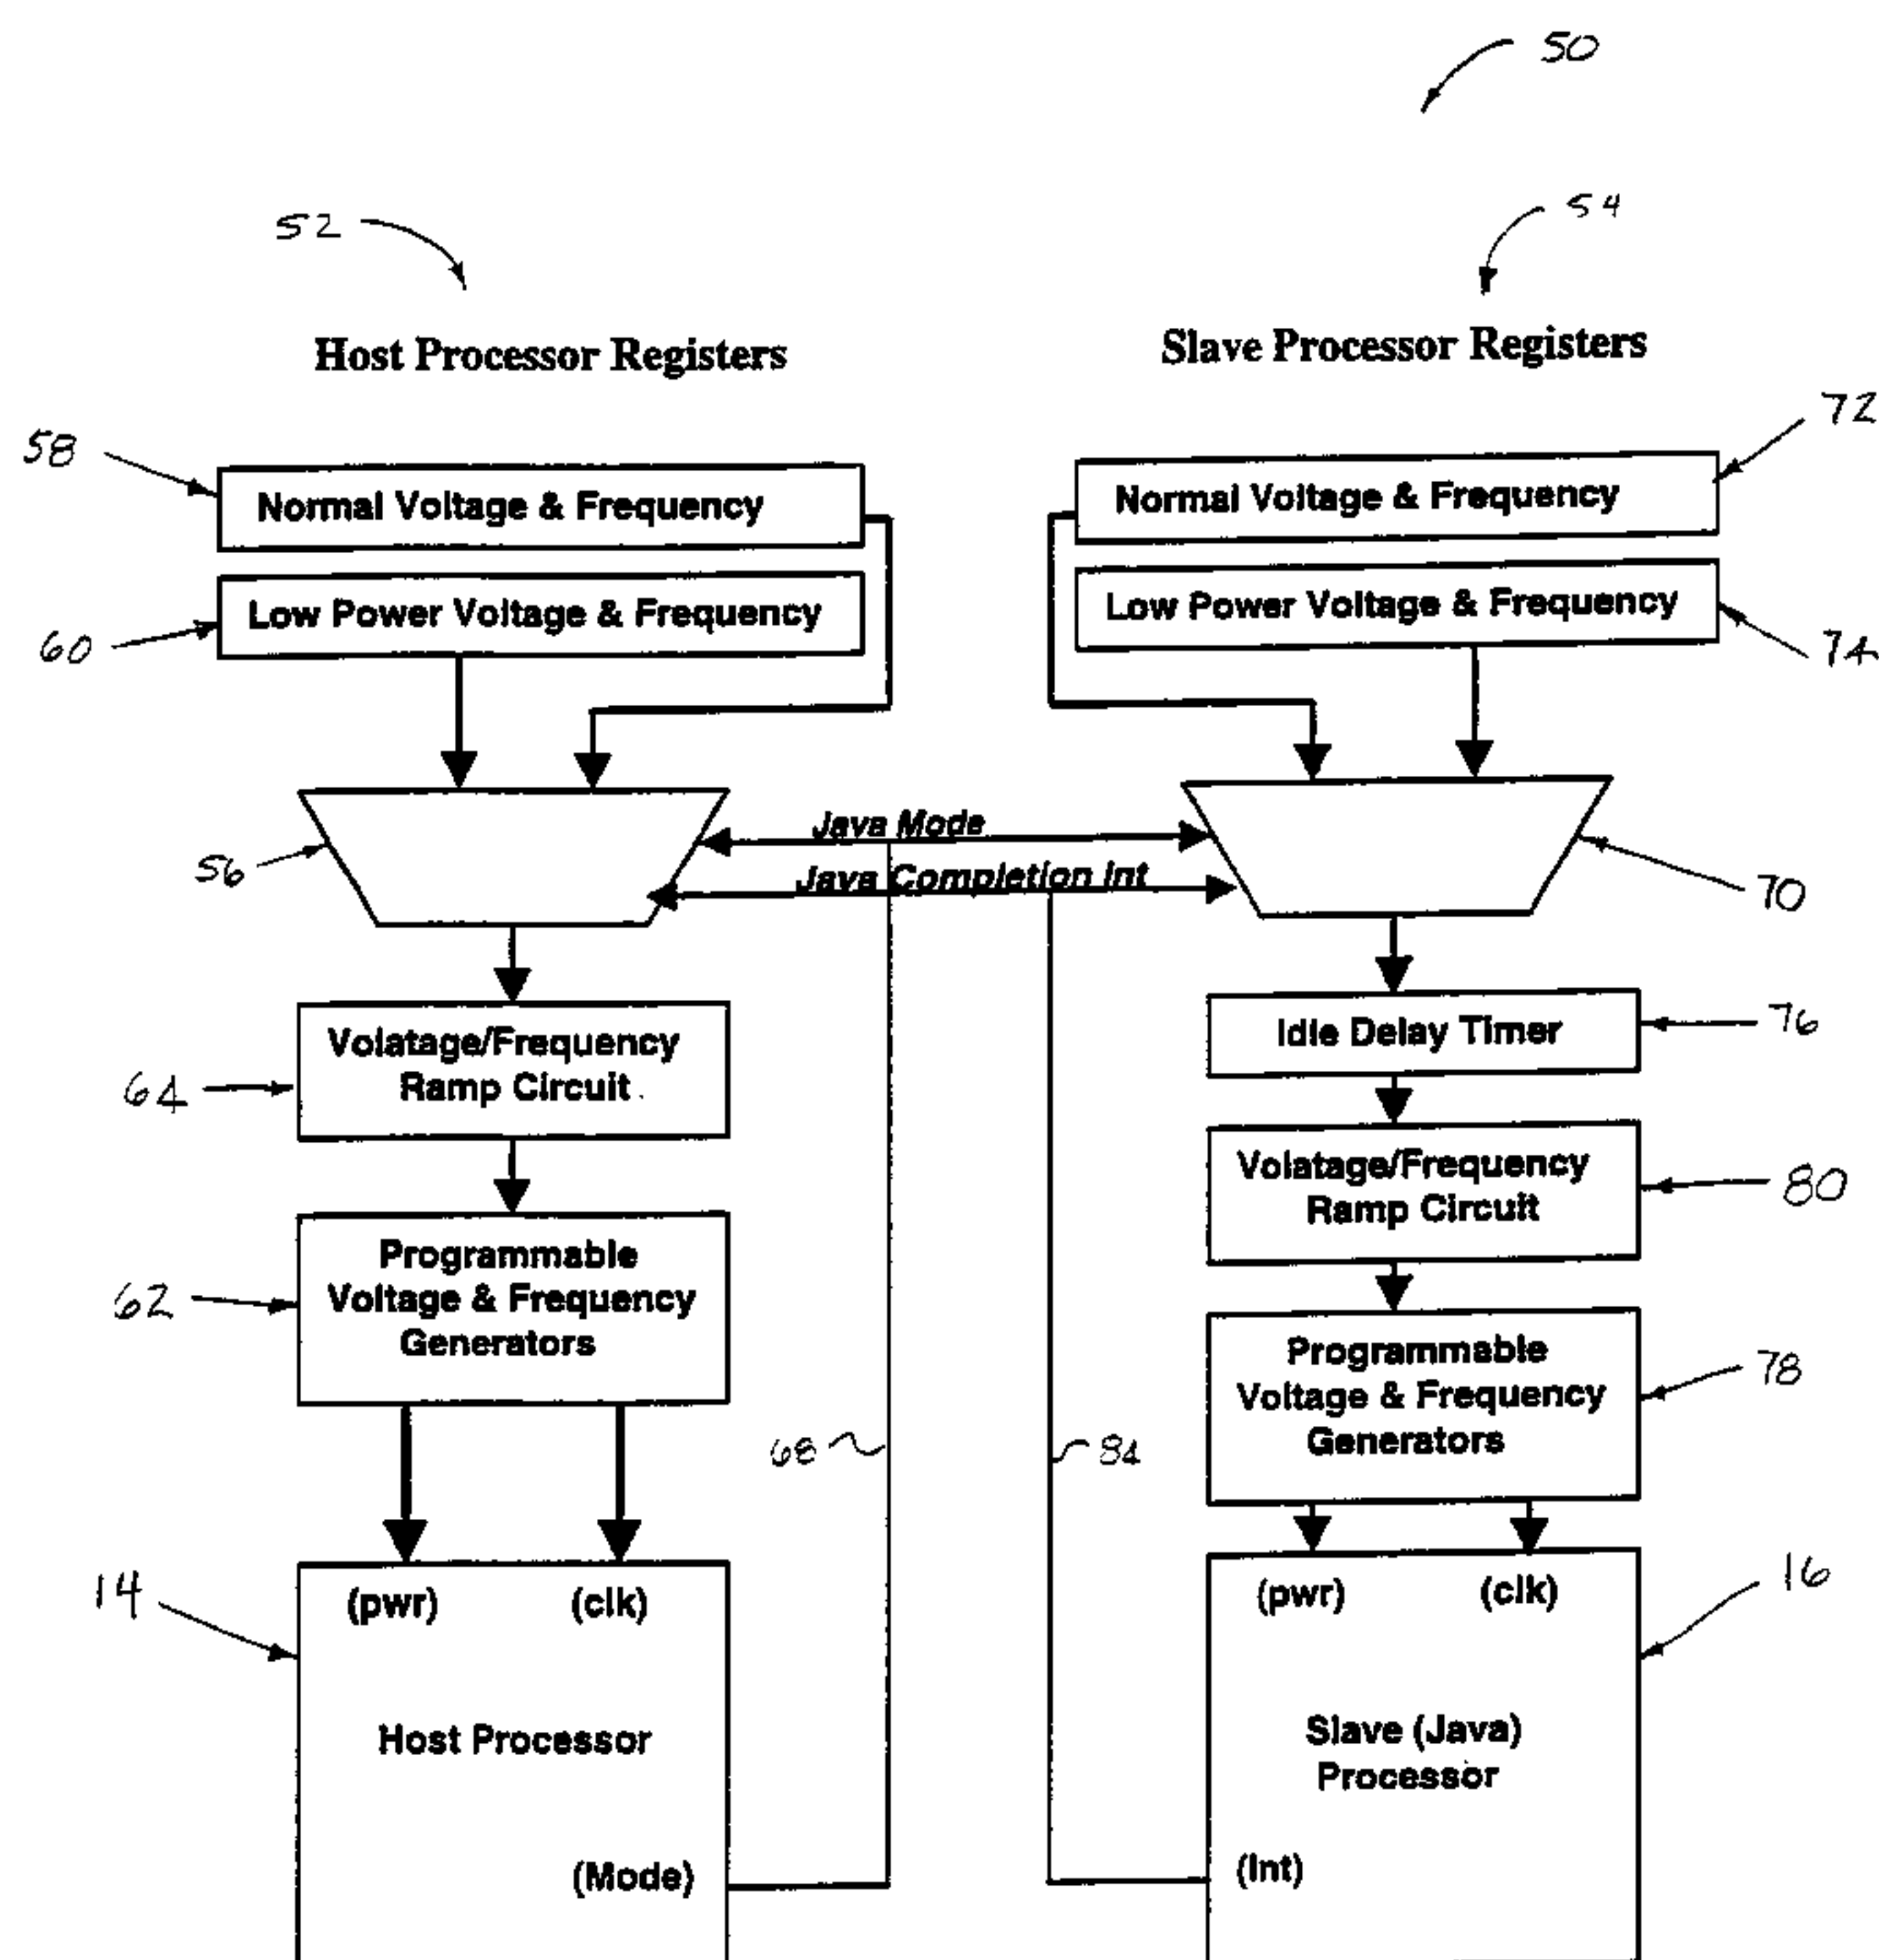 50
52
54
Host Processor Registers
Slave Processor Registers
58
72
Normal Voltage & Frequency
Normal Voltage & Frequency
60
74
Low Power Voltage & Frequency
Low Power Voltage & Frequency
Java Mode
Java Completion Int
56
70
Idle Delay Timer
76
Volatage/Frequency
Ramp Circuit
64
Volatage/Frequency
Ramp Circuit
80
Programmable
Voltage & Frequency
Generators
62
Programmable
Voltage & Frequency
Generators
78
68
84
14
(pwr)
(clk)
(pwr)
(clk)
16
Host Processor
Slave (Java)
Processor
(Mode)
(Int)